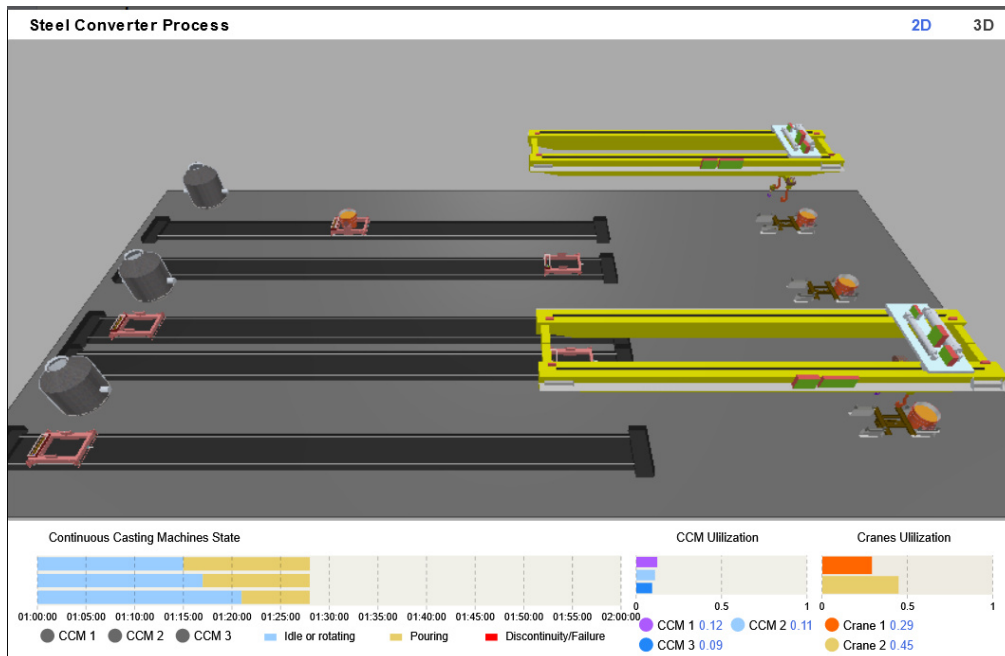 Steel Converter Process
2D 3D
Continuous Casting Machines State
01:00:00 01:05:00 01:10:00 01:15:00 01:20:00 01:25:00 01:30:00 01:35:00 01:40:00 01:45:00 01:50:00 01:55:00 02:00:00
CCM 1 CCM 2 CCM 3 Idle or rotating Pouring Discontinuity/Failure
CCM Ulilization
0 0.5 1
CCM 1 0.12 CCM 2 0.11
CCM 3 0.09
Cranes Ulilization
0 0.5 1
Crane 1 0.29
Crane 2 0.45